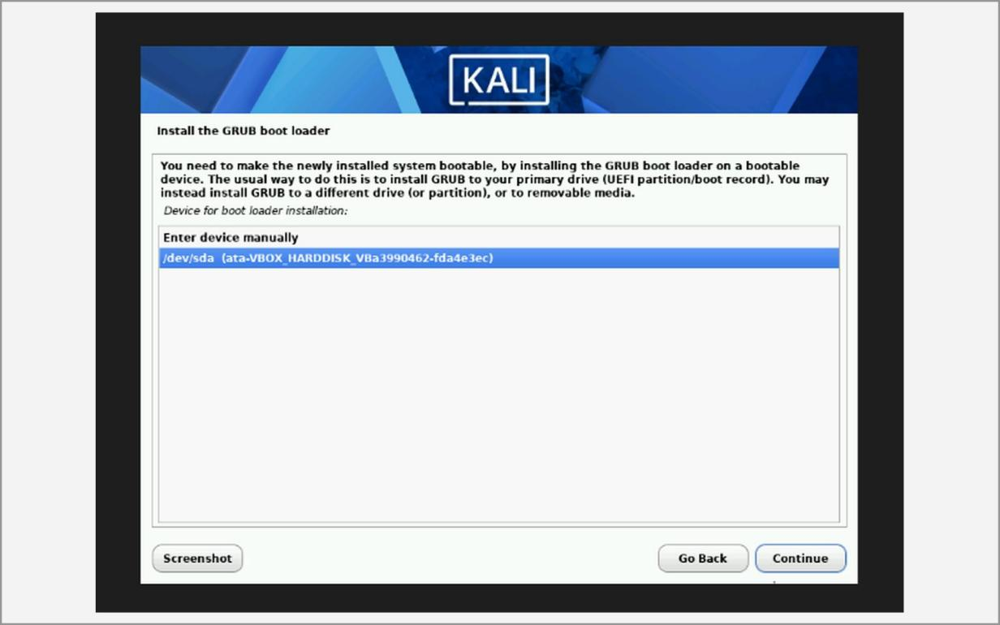 KALI
Install the GRUB boot loader
You need to make the newly installed system bootable, by installing the GRUB boot loader on a bootable
device. The usual way to do this is to install GRUB to your primary drive (UEFI partition/boot record). You may
instead install GRUB to a different drive (or partition), or to removable media.
Device for boot loader installation:
Enter device manually
/dev/sda  (ata-VBOX_HARDDISK_VBa3990462-fda4e3ec)
Screenshot
Go Back
Continue